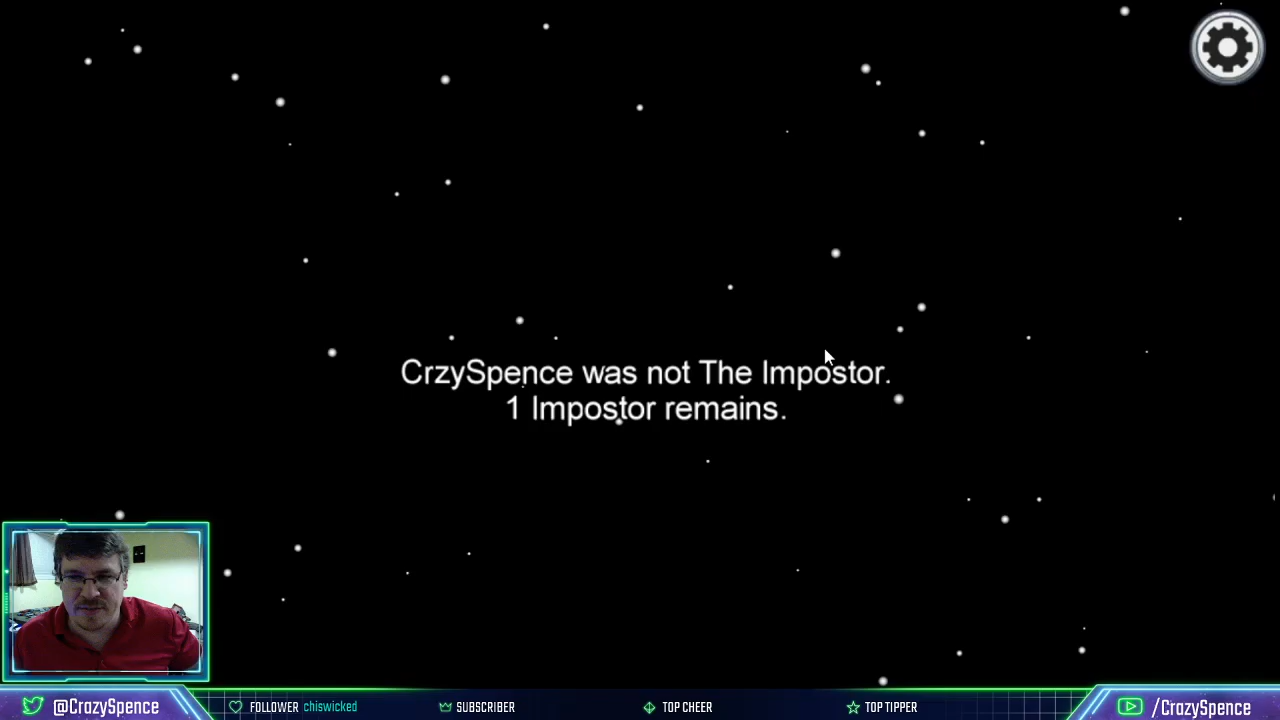 CrzySpence was not The Impostor.
1 Impostor remains.
@CrazySpence
FOLLOWER chiswicked
SUBSCRIBER
TOP CHEER
TOP TIPPER
/CrazySpence